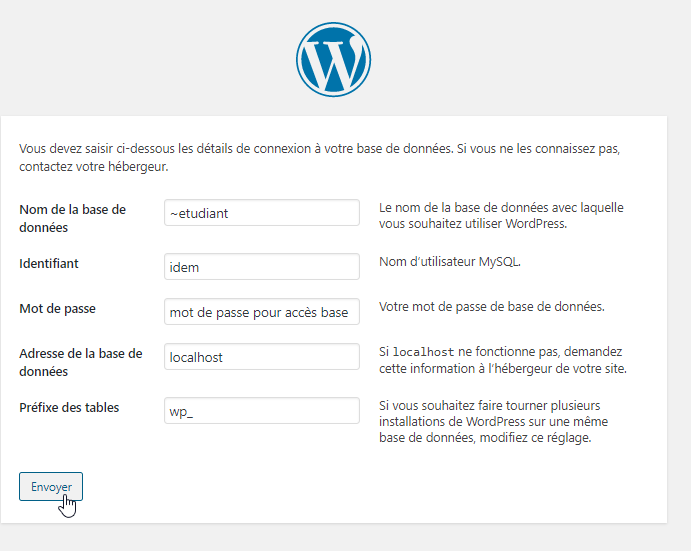 Vous devez saisir ci-dessous les détails de connexion à votre base de données. Si vous ne les connaissez pas,
contactez votre hébergeur.
Nom de la base de
données
~etudiant
Le nom de la base de données avec laquelle
vous souhaitez utiliser WordPress.
Identifiant
idem
Nom d’utilisateur MySQL.
Mot de passe
mot de passe pour accès base
Votre mot de passe de base de données.
Adresse de la base de
données
localhost
Si localhost ne fonctionne pas, demandez
cette information à l’hébergeur de votre site.
Préfixe des tables
wp_
Si vous souhaitez faire tourner plusieurs
installations de WordPress sur une même
base de données, modifiez ce réglage.
Envoyer